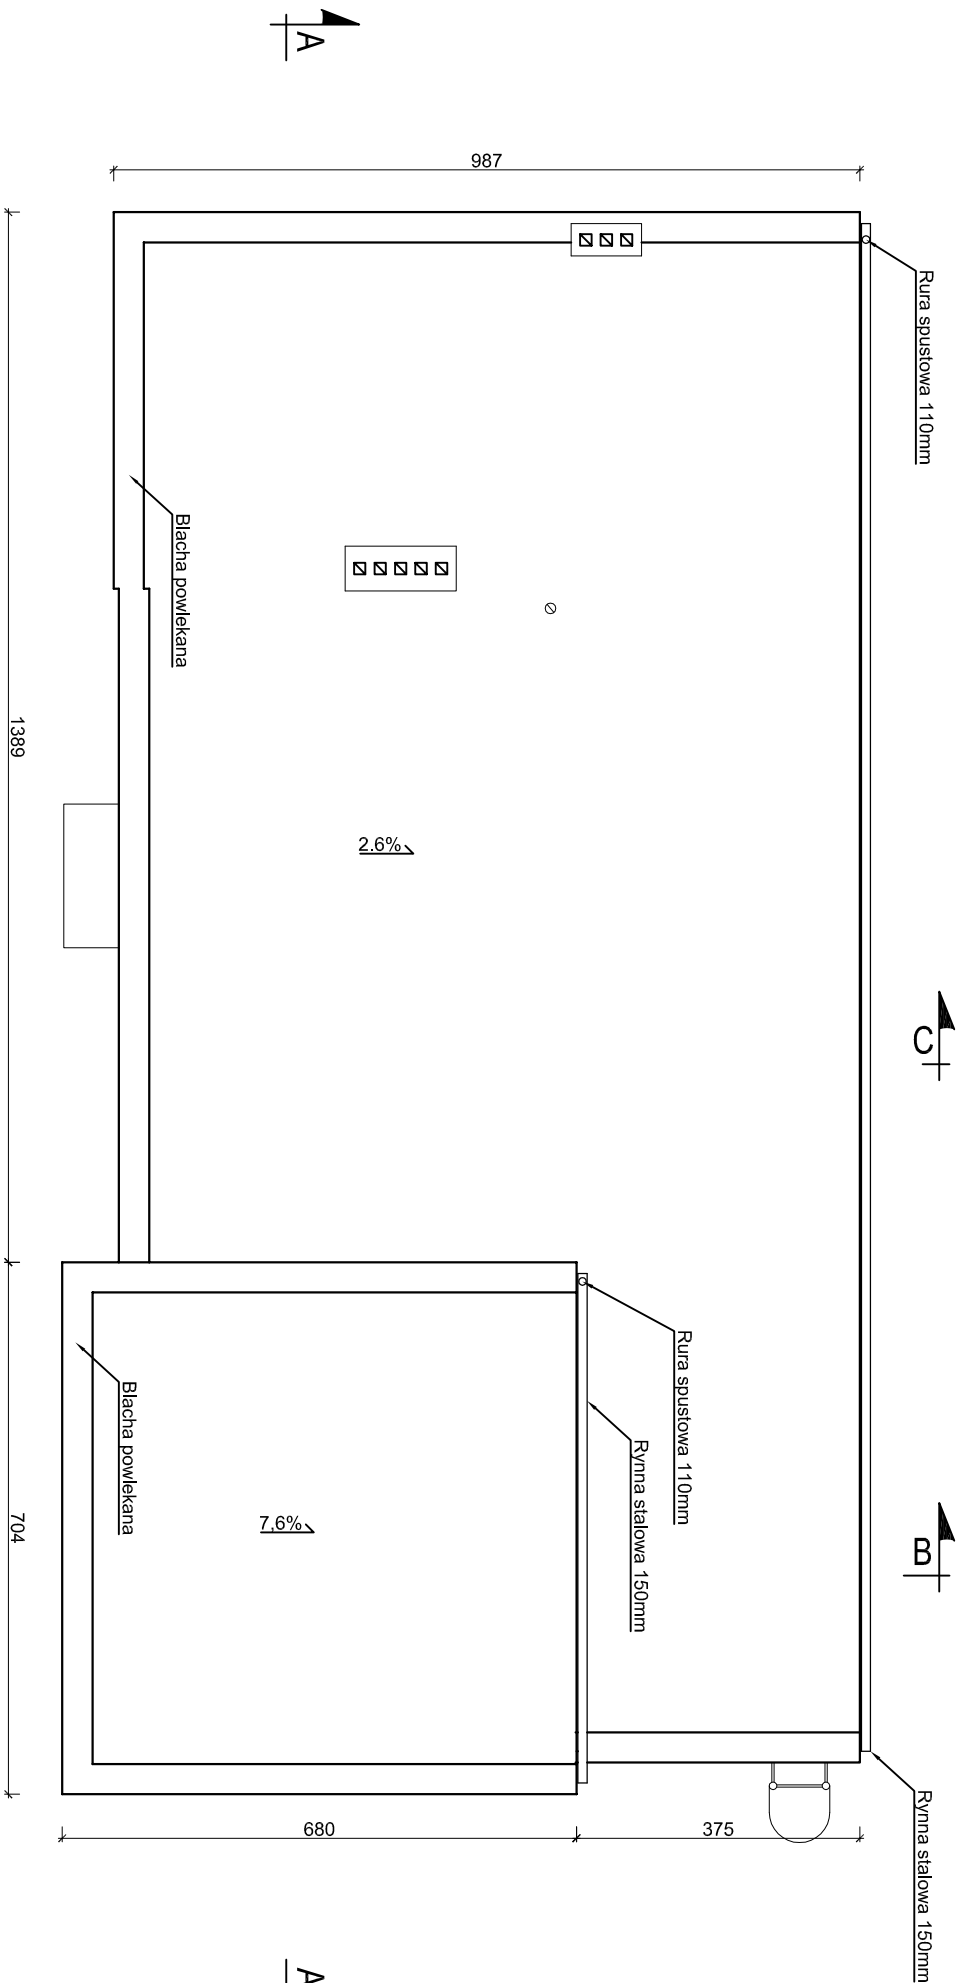 A
987
Rura spustowa 110mm
Blacha powlekana
1389
2.6%
C
Rura spustowa 110mm
Rynna stalowa 150mm
Blacha powlekana
7,6%
704
B
680
375
Rynna stalowa 150mm
A